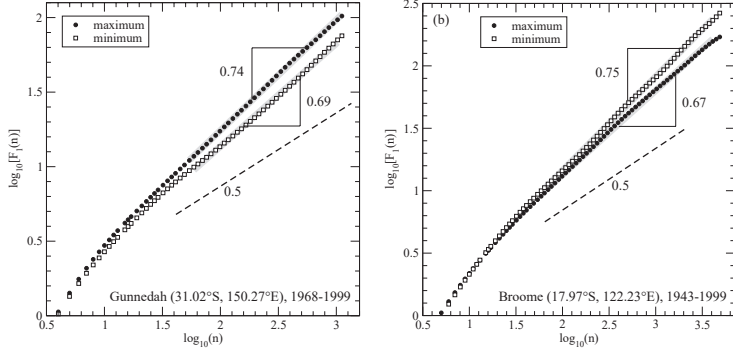 maximum
minimum
0.74
0.69
0.5
2
1.5
1
0.5
0
log10[F1(n)]
Gunnedah (31.02°S, 150.27°E), 1968-1999
0.5 1 1.5 2 2.5 3
log10(n)
(b)
maximum
minimum
0.75
0.67
0.5
2.5
2
1.5
1
0.5
0
log10[F1(n)]
Broome (17.97°S, 122.23°E), 1943-1999
0.5 1 1.5 2 2.5 3 3.5
log10(n)